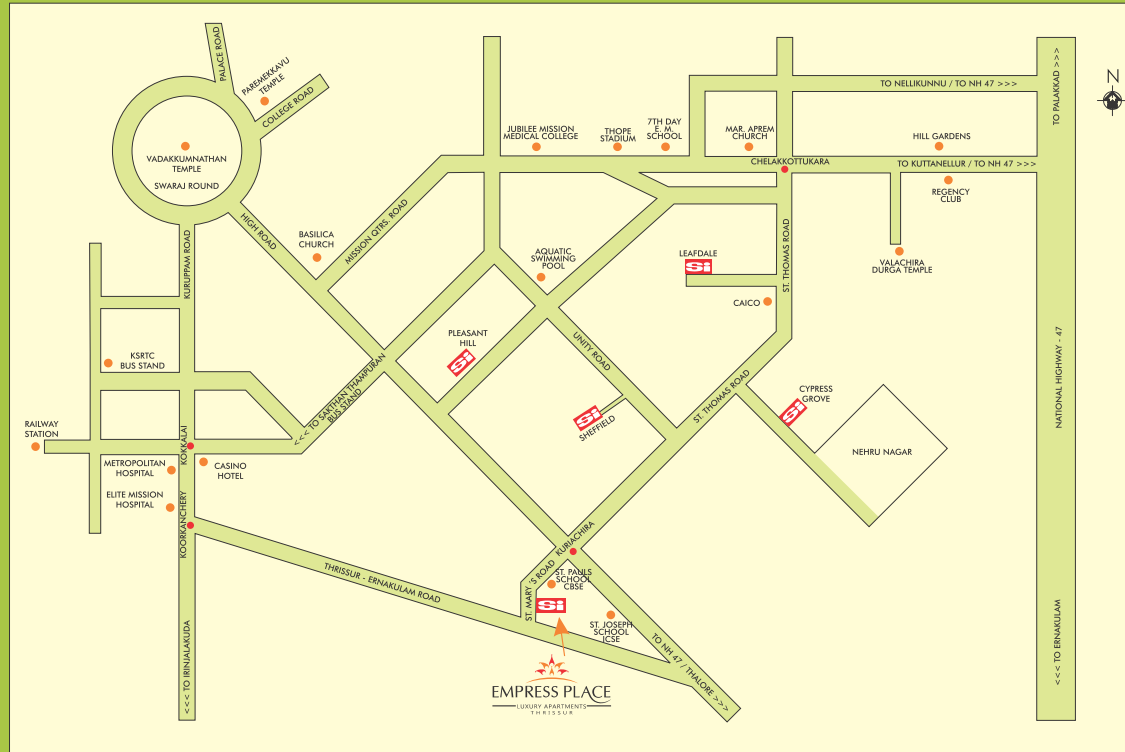 PALACE ROAD
PAREMEKKAVU
TEMPLE
COLLEGE ROAD
VADAKKUMNATHAN
TEMPLE
SWARAJ ROUND
HIGH ROAD
KURUPPAM ROAD
BASILICA
CHURCH
MISSION QTRS. ROAD
JUBILEE MISSION
MEDICAL COLLEGE
THOPE
STADIUM
7TH DAY
E. M.
SCHOOL
MAR. APREM
CHURCH
CHELAKKOTTUKARA
TO NELLIKUNNU / TO NH 47 >>>
HILL GARDENS
TO KUTTANELLUR / TO NH 47 >>>
REGENCY
CLUB
VALACHIRA
DURGA TEMPLE
TO PALAKKAD >>>
N
NATIONAL HIGHWAY - 47
<<< TO ERNAKULAM
AQUATIC
SWIMMING
POOL
LEAFDALE
Si
CAICO
ST. THOMAS ROAD
PLEASANT
HILL
Si
UNITY ROAD
Si
SHEFFIELD
ST. THOMAS ROAD
CYPRESS
GROVE
Si
NEHRU NAGAR
KSRTC
BUS STAND
<<< TO SAKTHAN THAMPURAN
BUS STAND
RAILWAY
STATION
KOKKALAI
METROPOLITAN
HOSPITAL
CASINO
HOTEL
ELITE MISSION
HOSPITAL
KOORKANCHERY
THRISSUR - ERNAKULAM ROAD
<<< TO IRINJALAKUDA
KURIACHIRA
ST. MARY 'S ROAD
ST. PAULS
SCHOOL
CBSE
Si
ST. JOSEPH
SCHOOL
ICSE
TO NH 47 / THALORE >>>
EMPRESS PLACE
LUXURY APARTMENTS
THRISSUR